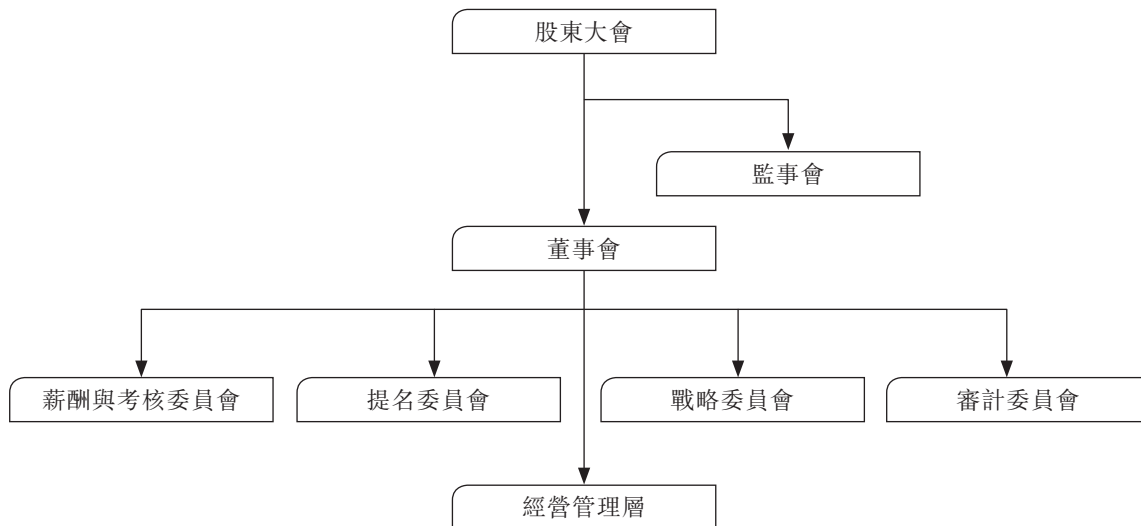 股東大會
監事會
董事會
薪酬與考核委員會
提名委員會
戰略委員會
審計委員會
經營管理層